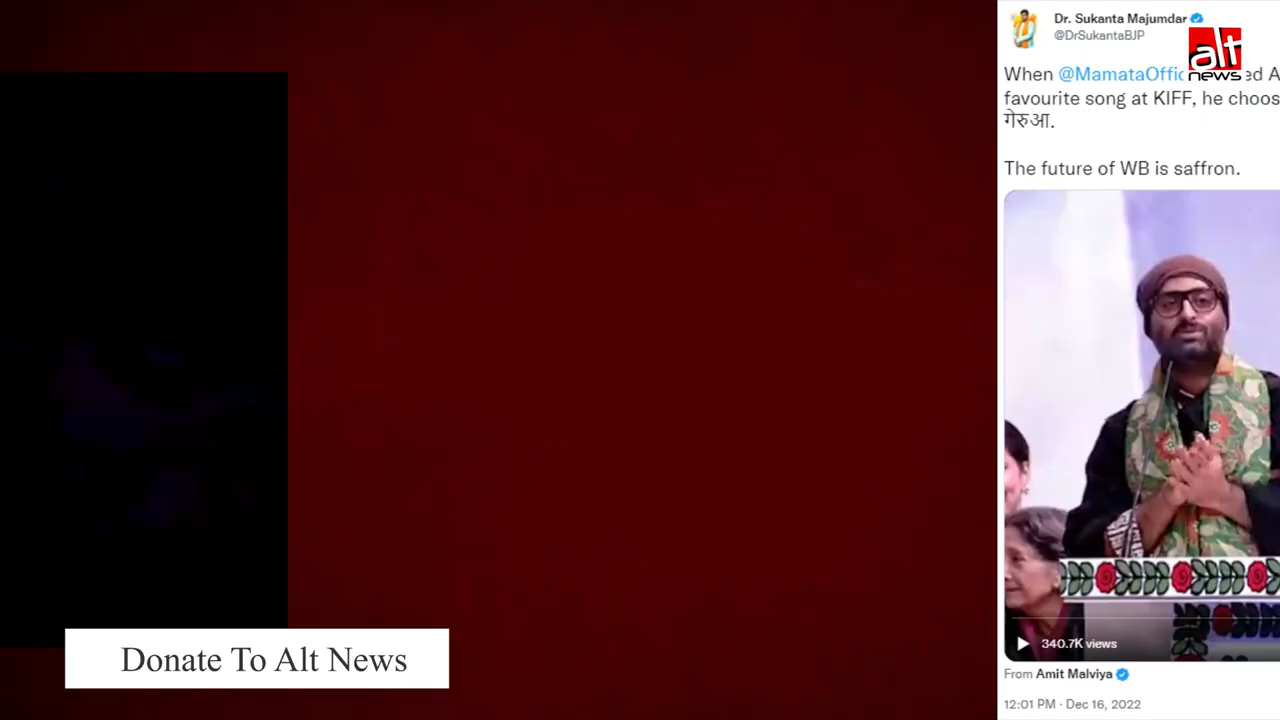 Dr. Sukanta Majumdar
@DrSukantaBJP
alt
news
When @MamataOffic ed A
favourite song at KIFF, he choos
गेरुआ.
The future of WB is saffron.
340.7K views
From Amit Malviya
12:01 PM · Dec 16, 2022
Donate To Alt News